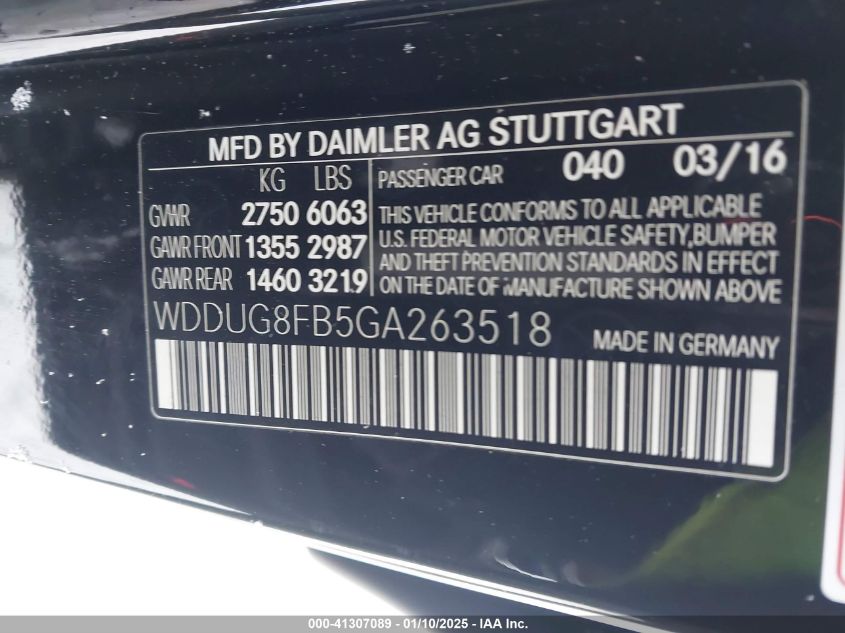 MFD BY DAIMLER AG STUTTGART
KG LBS
GVWR 2750 6063
GAWR FRONT 1355 2987
GAWR REAR 1460 3219
PASSENGER CAR 040 03/16
THIS VEHICLE CONFORMS TO ALL APPLICABLE
U.S. FEDERAL MOTOR VEHICLE SAFETY,BUMPER
AND THEFT PREVENTION STANDARDS IN EFFECT
ON THE DATE OF MANUFACTURE SHOWN ABOVE
WDDUG8FB5GA263518
MADE IN GERMANY
000-41307089 - 01/10/2025 - IAA Inc.